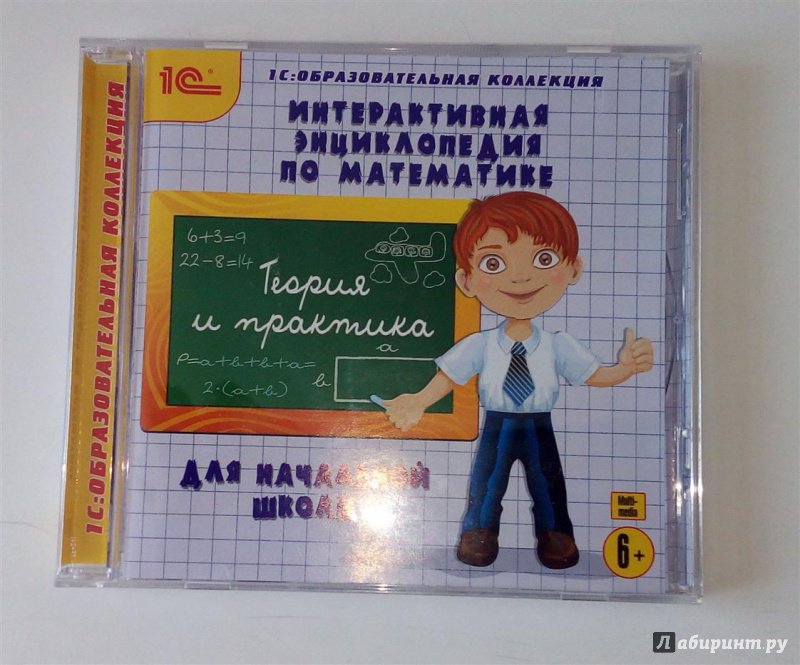 1С:ОБРАЗОВАТЕЛЬНАЯ КОЛЛЕКЦИЯ
1С®
1С:ОБРАЗОВАТЕЛЬНАЯ КОЛЛЕКЦИЯ
ИНТЕРАКТИВНАЯ
ЭНЦИКЛОПЕДИЯ
ПО МАТЕМАТИКЕ
6+3=9
22-8=14
Теория
и практика
a
P=a+b+b+a=
2·(a+b)
b
ДЛЯ НАЧАЛЬНОЙ
ШКОЛЫ
Multi-
media
6+
Лабиринт.ру